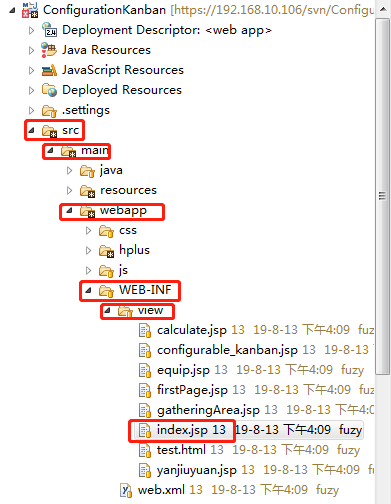 ConfigurationKanban [https://192.168.10.106/svn/Configu
Deployment Descriptor: <web app>
Java Resources
JavaScript Resources
Deployed Resources
.settings
src
main
java
resources
webapp
css
hplus
js
WEB-INF
view
calculate.jsp 13 19-8-13 下午4:09 fuzy
configurable_kanban.jsp 13 19-8-13 下午4:09
equip.jsp 13 19-8-13 下午4:09 fuzy
firstPage.jsp 13 19-8-13 下午4:09 fuzy
gatheringArea.jsp 13 19-8-13 下午4:09
index.jsp 13 19-8-13 下午4:09 fuzy
test.html 13 19-8-13 下午4:09 fuzy
yanjiuyuan.jsp 13 19-8-13 下午4:09 fuzy
web.xml 13 19-8-13 下午4:09 fuzy